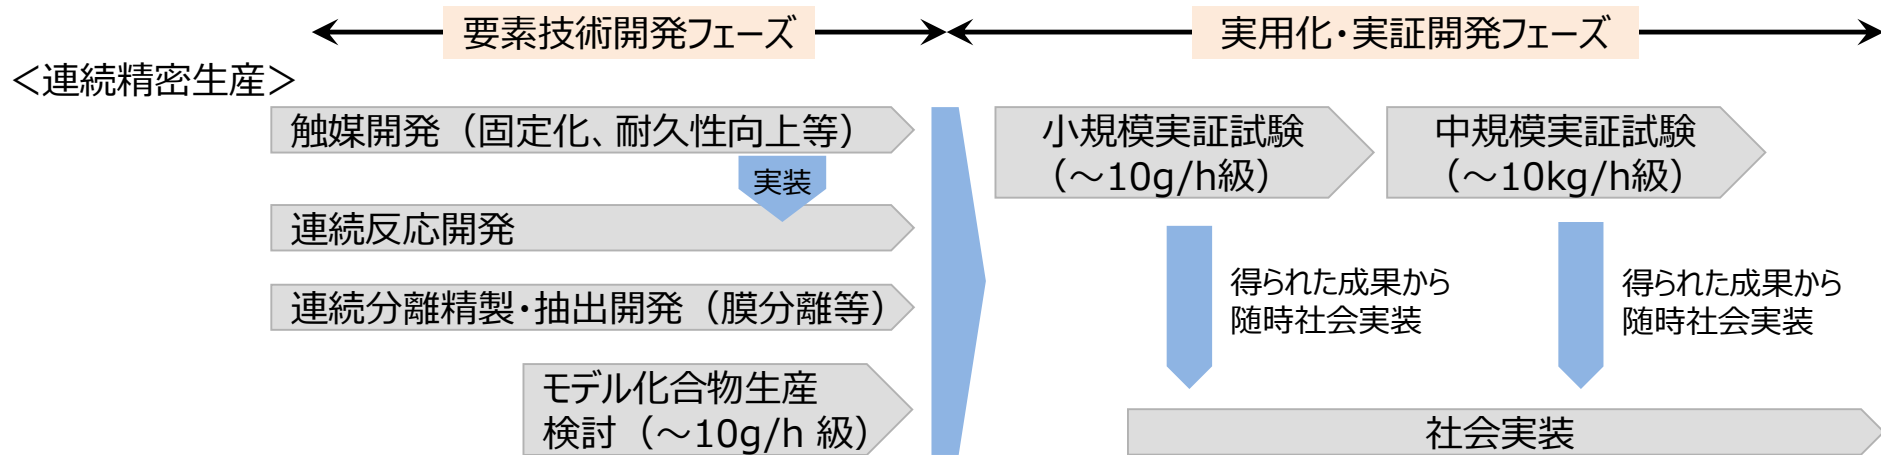 要素技術開発フェーズ
実用化・実証開発フェーズ
＜連続精密生産＞
触媒開発（固定化、耐久性向上等）
実装
連続反応開発
連続分離精製・抽出開発（膜分離等）
モデル化合物生産
検討（～10g/h 級）
小規模実証試験
（～10g/h級）
中規模実証試験
（～10kg/h級）
得られた成果から
随時社会実装
得られた成果から
随時社会実装
社会実装